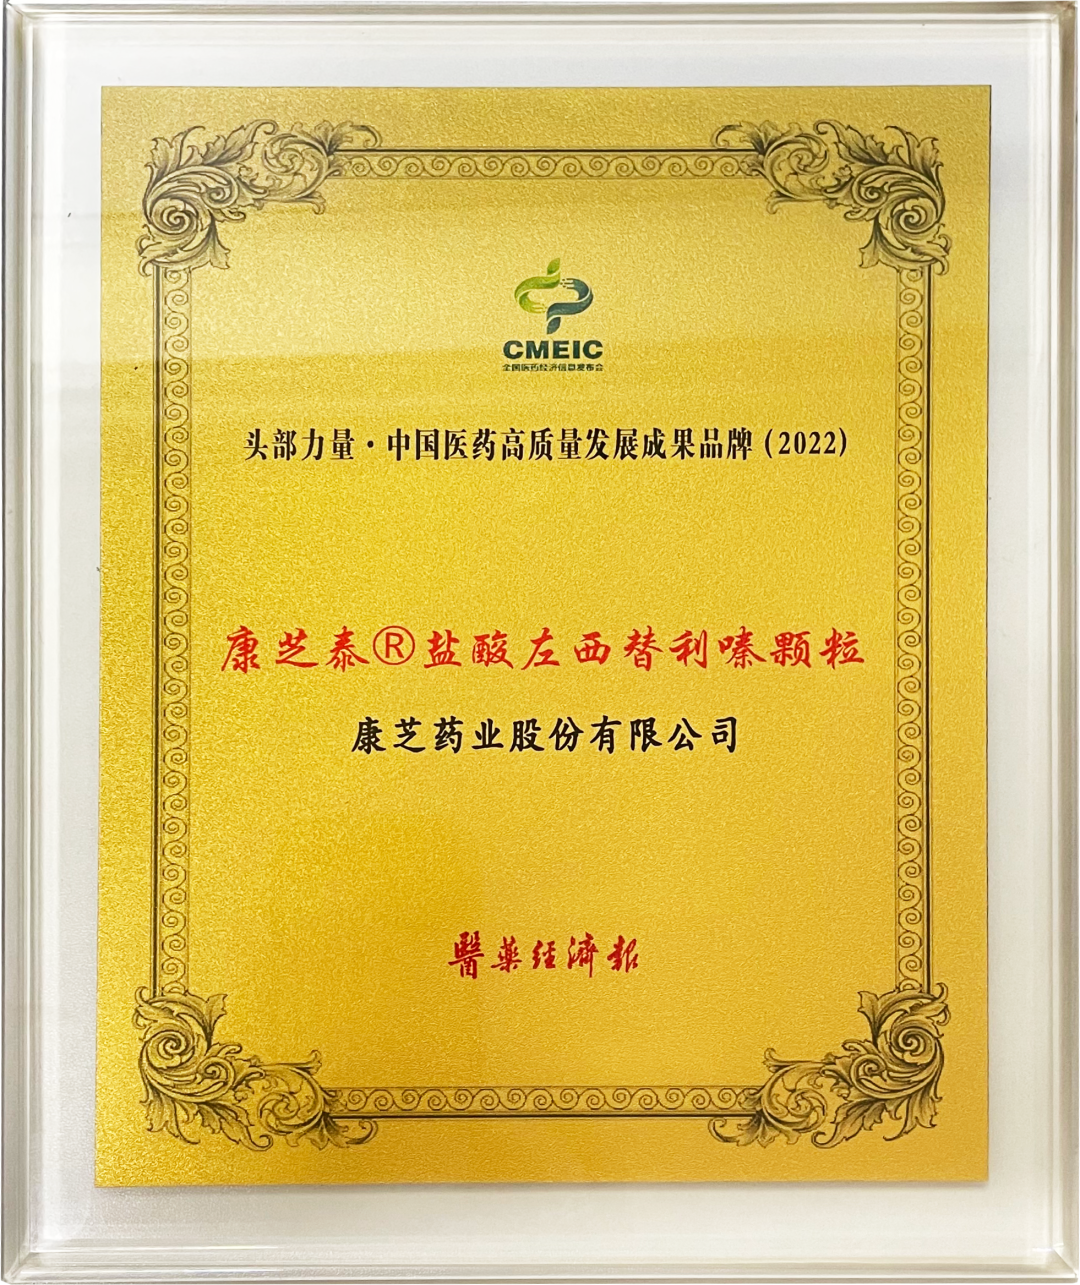 CMEIC
全国医药经济信息发布会
头部力量·中国医药高质量发展成果品牌(2022)
康芝泰®盐酸左西替利嗪颗粒
康芝药业股份有限公司
醫藥經濟報